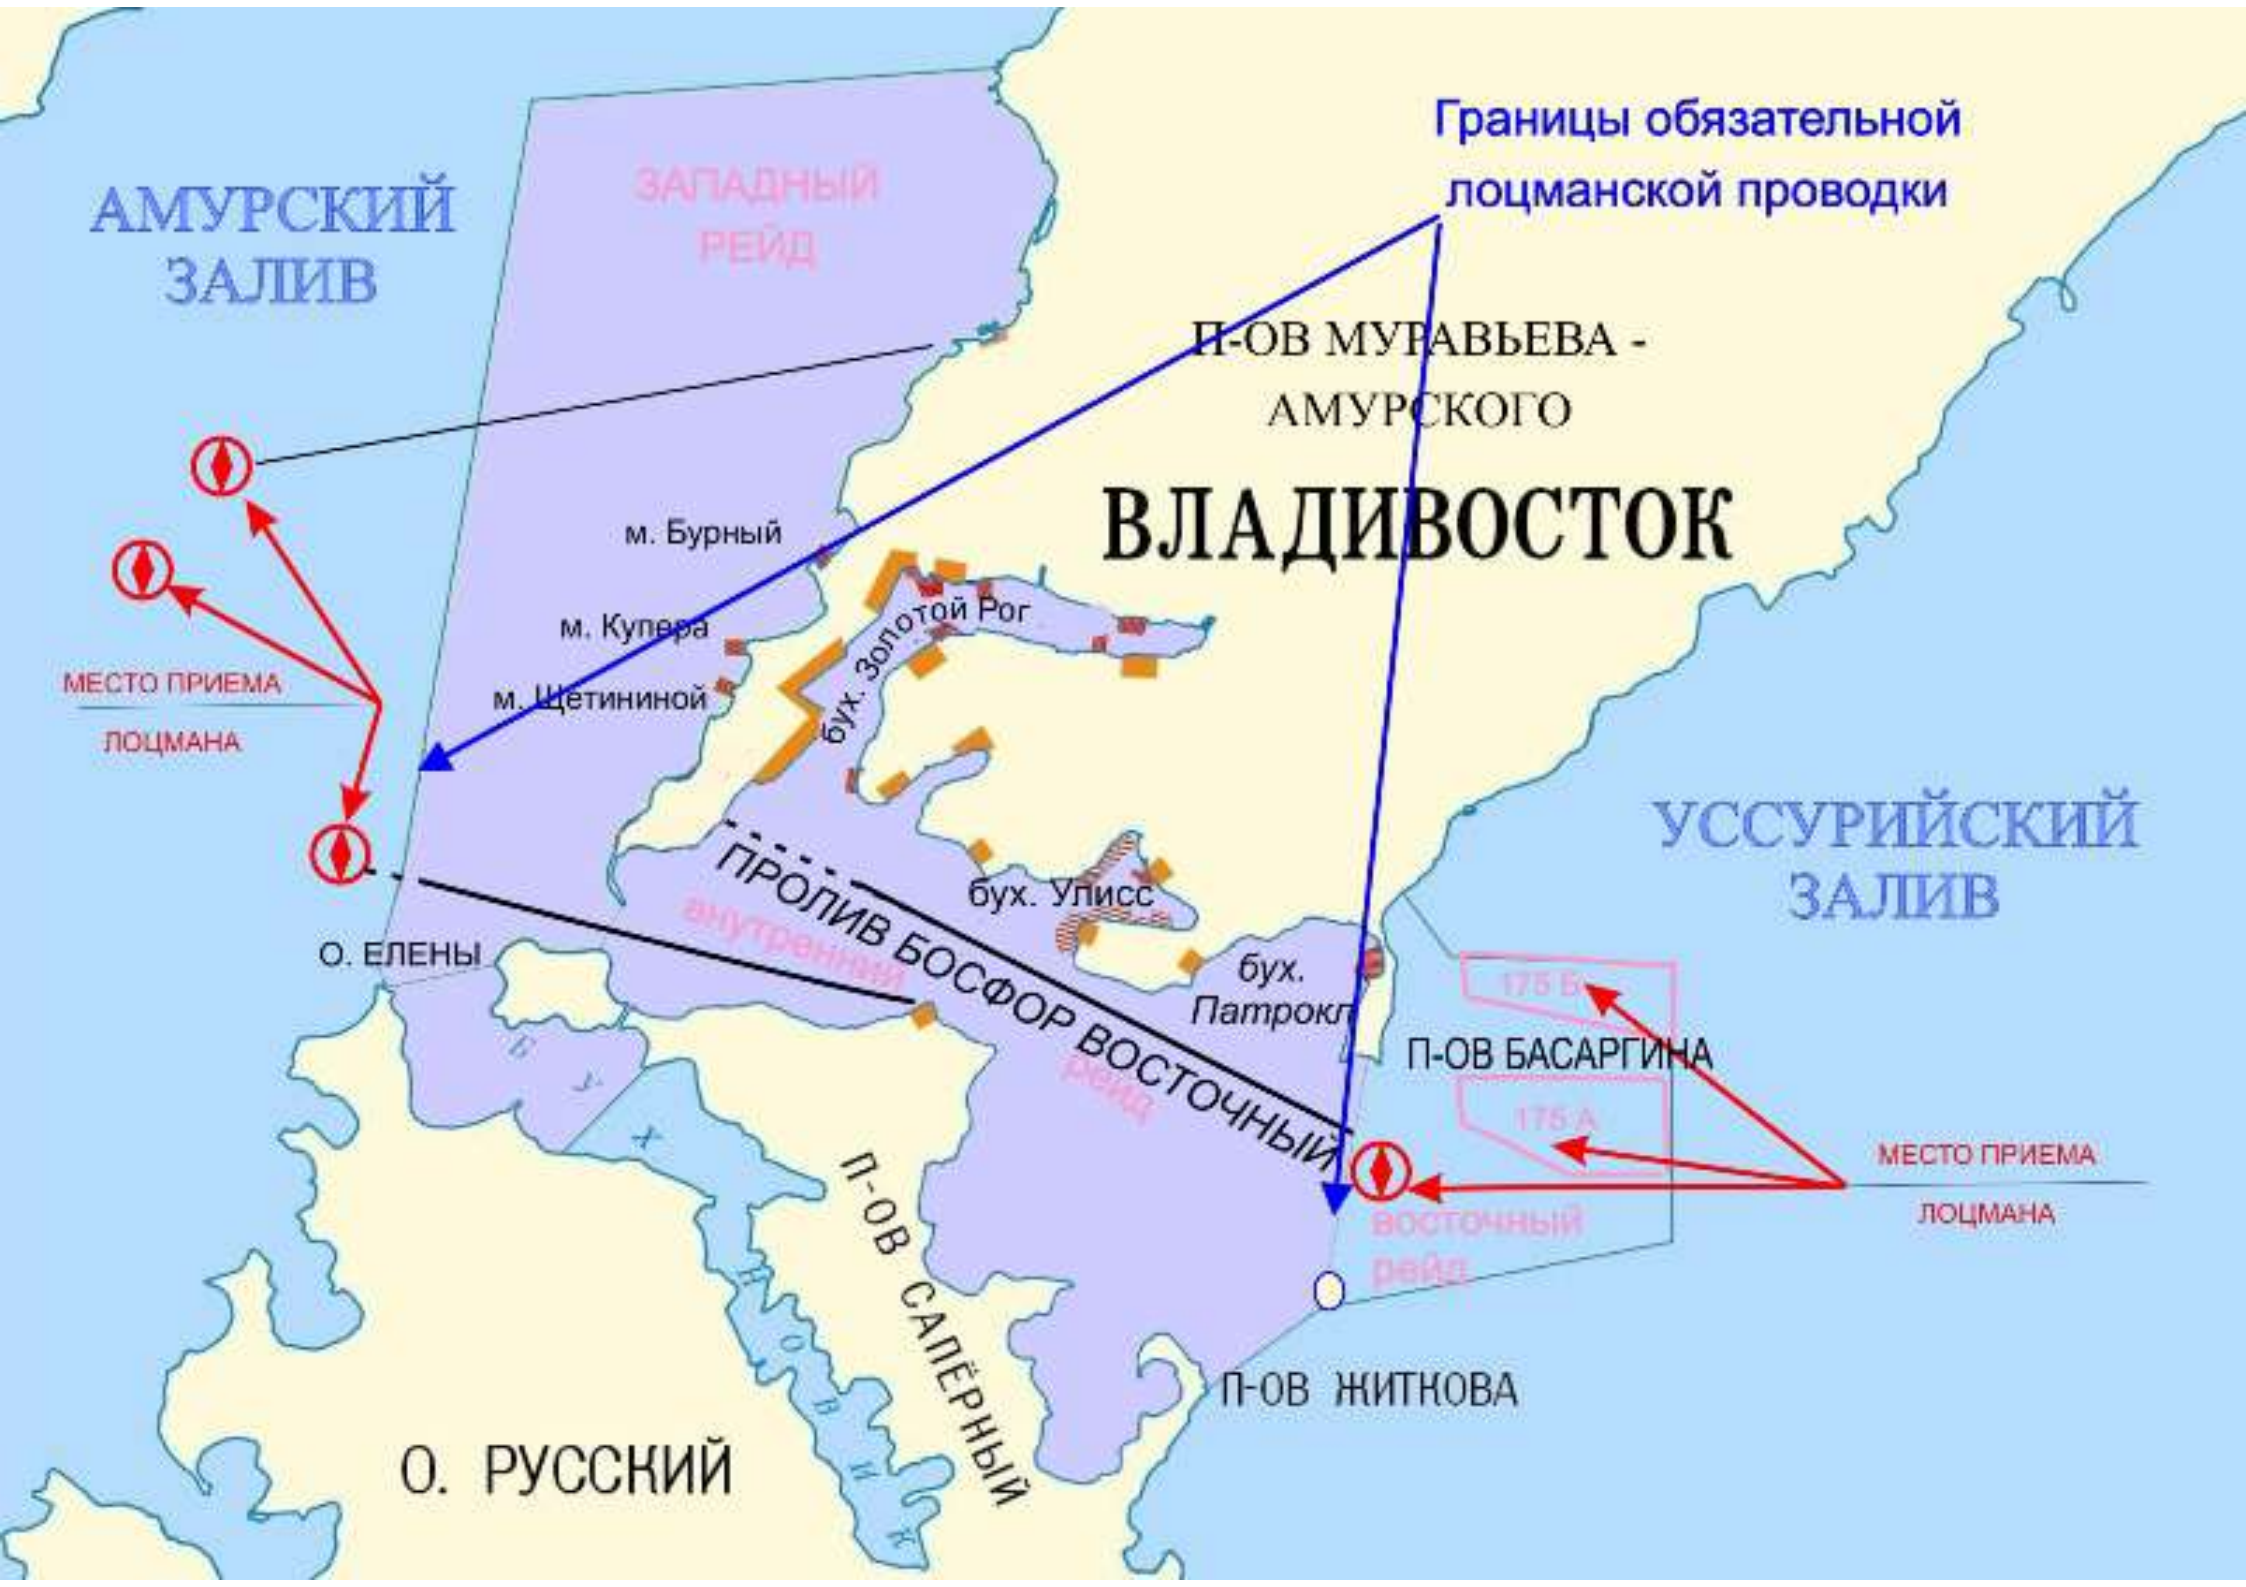 Границы обязательной
лоцманской проводки
ЗАПАДНЫЙ
РЕЙД
АМУРСКИЙ
ЗАЛИВ
П-ОВ МУРАВЬЕВА -
АМУРСКОГО
ВЛАДИВОСТОК
м. Бурный
бух. Золотой Рог
м. Купера
м. Щетининой
МЕСТО ПРИЕМА
ЛОЦМАНА
УССУРИЙСКИЙ
ЗАЛИВ
ПРОЛИВ БОСФОР ВОСТОЧНЫЙ
бух. Улисс
внутренний
рейд
О. ЕЛЕНЫ
бух.
Патрокл
175 Б
П-ОВ БАСАРГИНА
175 А
МЕСТО ПРИЕМА
ЛОЦМАНА
восточный
рейд
БУХ НОВИК
П-ОВ САПЁРНЫЙ
П-ОВ ЖИТКОВА
О. РУССКИЙ